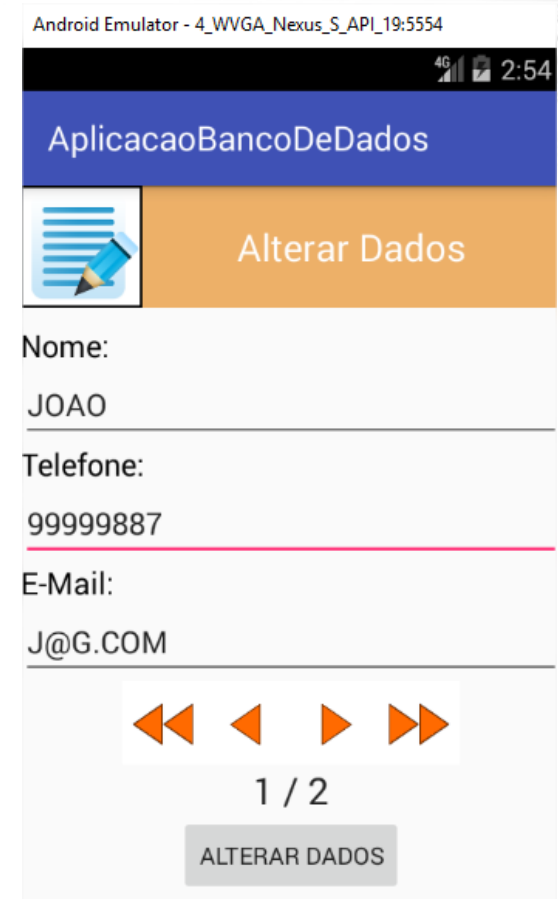 Android Emulator - 4_WVGA_Nexus_S_API_19:5554
4G 2:54
AplicacaoBancoDeDados
Alterar Dados
Nome:
JOAO
Telefone:
99999887
E-Mail:
J@G.COM
1 / 2
ALTERAR DADOS